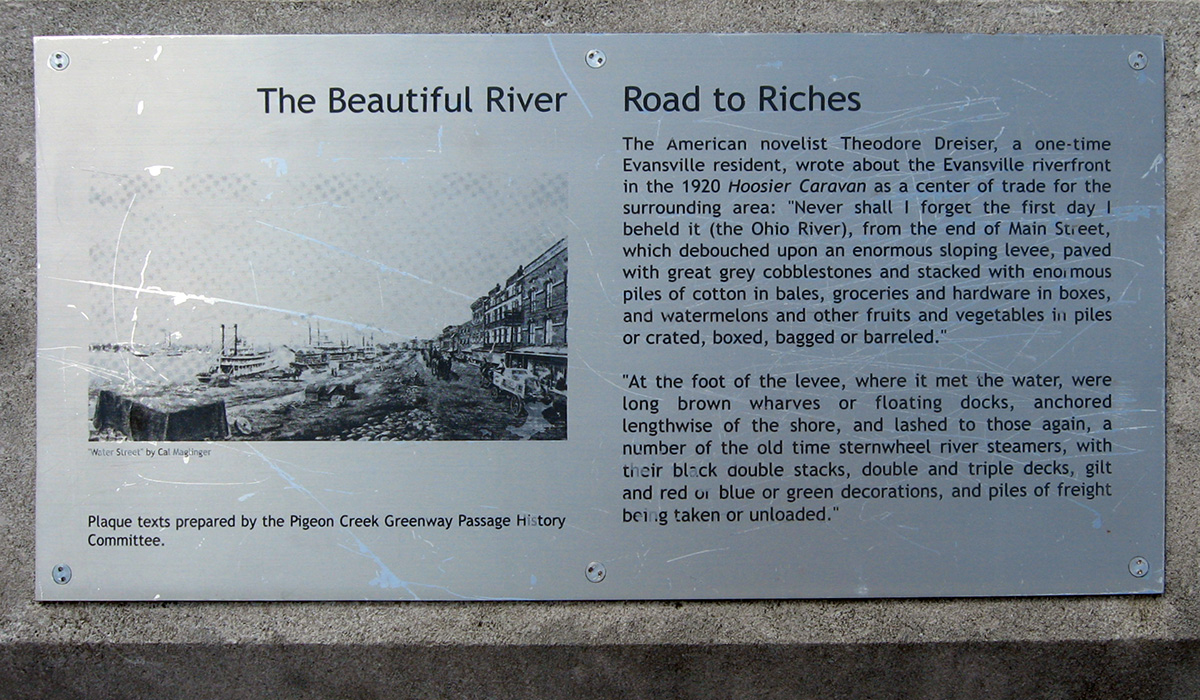 The Beautiful River
"Water Street" by Cal Maglinger
Plaque texts prepared by the Pigeon Creek Greenway Passage History
Committee.
Road to Riches
The American novelist Theodore Dreiser, a one-time
Evansville resident, wrote about the Evansville riverfront
in the 1920 Hoosier Caravan as a center of trade for the
surrounding area: "Never shall I forget the first day I
beheld it (the Ohio River), from the end of Main Street,
which debouched upon an enormous sloping levee, paved
with great grey cobblestones and stacked with enormous
piles of cotton in bales, groceries and hardware in boxes,
and watermelons and other fruits and vegetables in piles
or crated, boxed, bagged or barreled."
"At the foot of the levee, where it met the water, were
long brown wharves or floating docks, anchored
lengthwise of the shore, and lashed to those again, a
number of the old time sternwheel river steamers, with
their black double stacks, double and triple decks, gilt
and red or blue or green decorations, and piles of freight
being taken or unloaded."